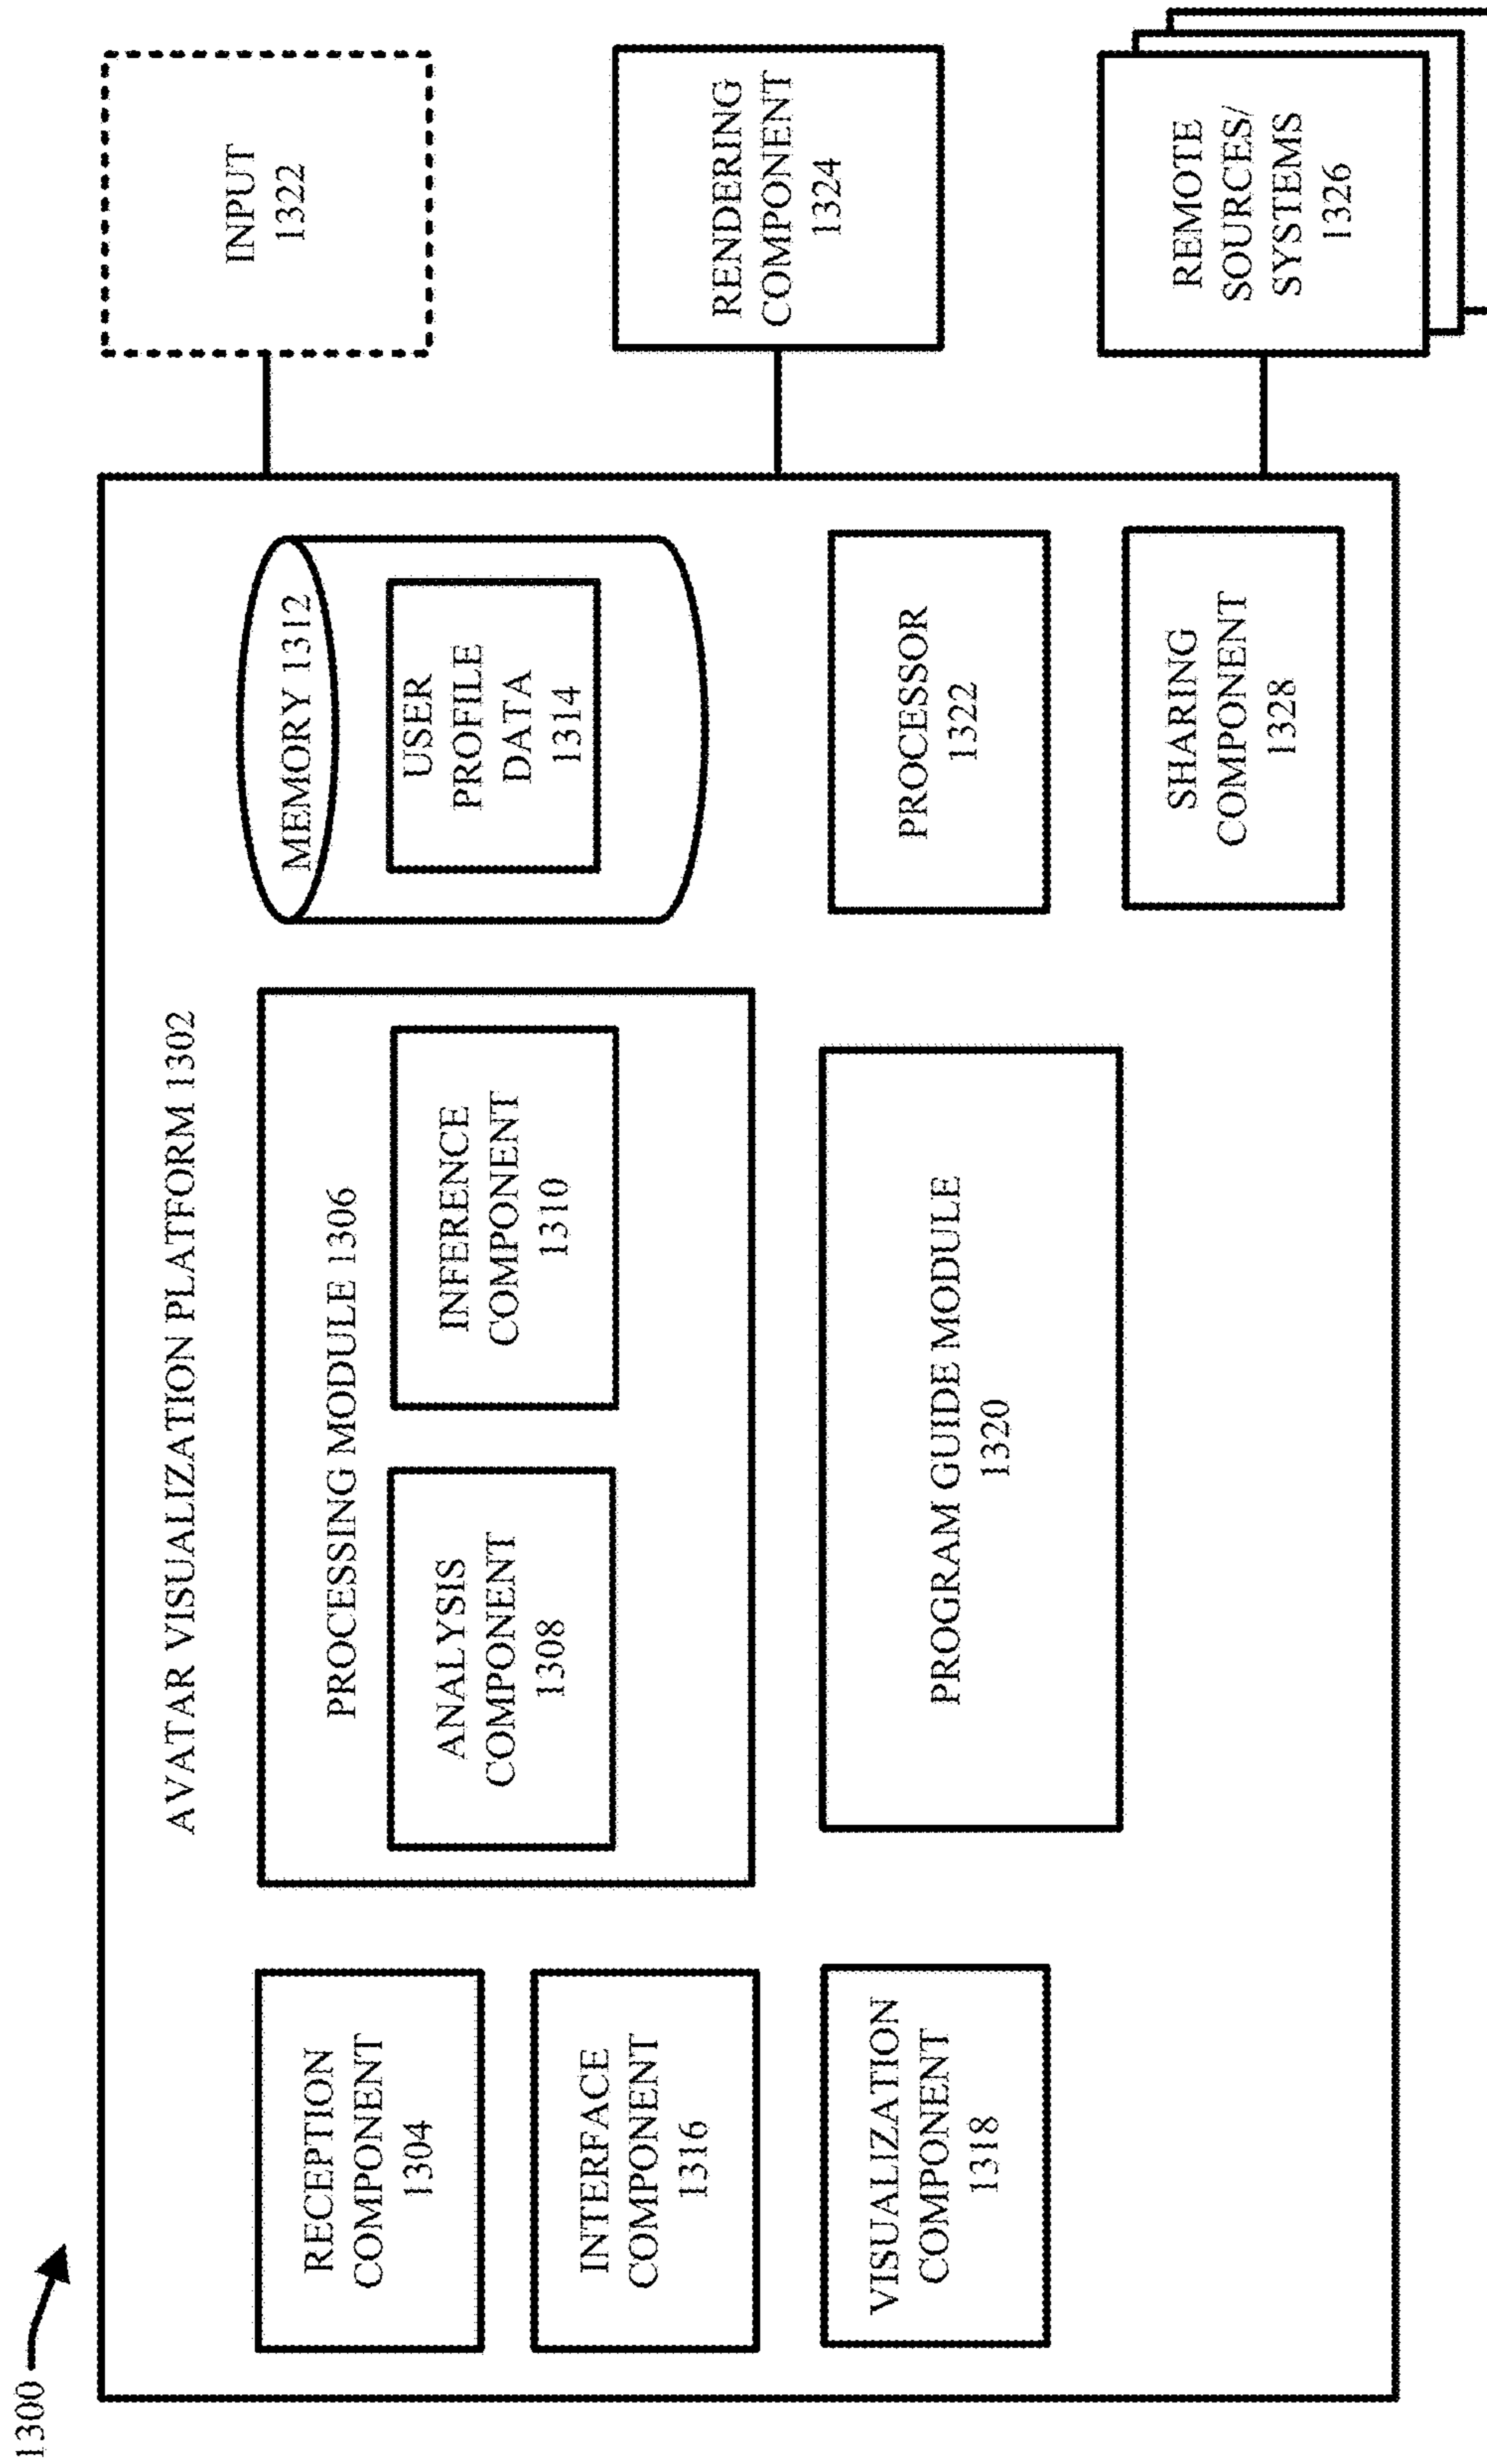 1300
AVATAR VISUALIZATION PLATFORM 1302
RECEPTION
COMPONENT
1304
INTERFACE
COMPONENT
1316
VISUALIZATION
COMPONENT
1318
PROCESSING MODULE 1306
ANALYSIS
COMPONENT
1308
INFERENCE
COMPONENT
1310
PROGRAM GUIDE MODULE
1320
MEMORY 1312
USER
PROFILE
DATA
1314
PROCESSOR
1322
SHARING
COMPONENT
1328
INPUT
1322
RENDERING
COMPONENT
1324
REMOTE
SOURCES/
SYSTEMS
1326